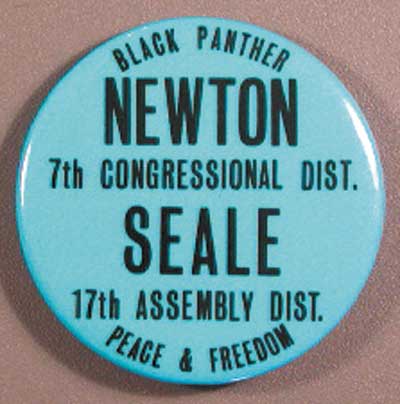 BLACK PANTHER
NEWTON
7th CONGRESSIONAL DIST.
SEALE
17th ASSEMBLY DIST.
PEACE & FREEDOM